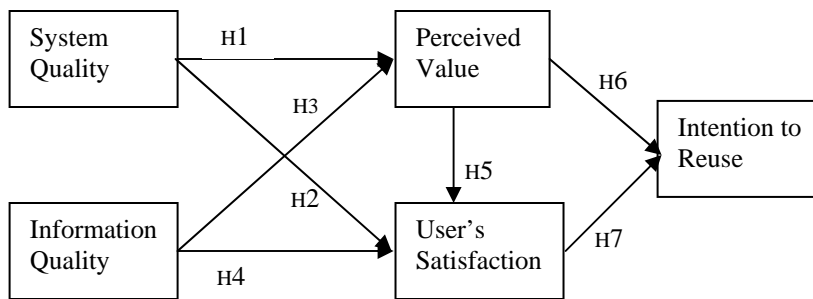 System
Quality
H1
Perceived
Value
H6
H3
Intention to
Reuse
H5
H2
Information
Quality
User's
Satisfaction
H7
H4